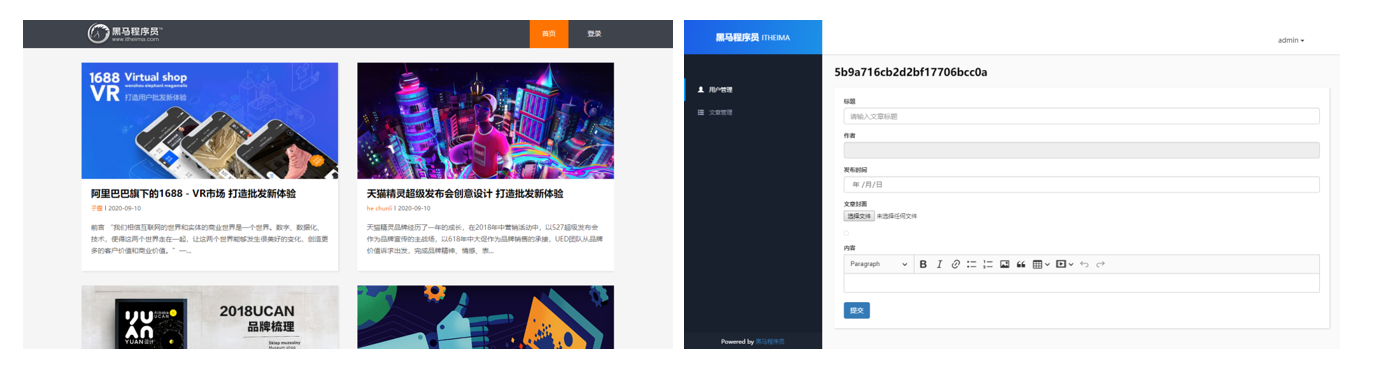 黑马程序员™
www.itheima.com
首页
登录
1688 Virtual shop
wenzhou elephant megamalls
VR 打造用户批发新体验
阿里巴巴旗下的1688 - VR市场 打造批发新体验
2020-09-10
前言 "我们相信互联网的世界和实体的商业世界是一个世界。数字、数据化、
技术，使得这两个世界走在一起，让这两个世界能够发生很美好的变化，创造更
多的客户价值和商业价值。" —...
天猫精灵超级发布会创意设计 打造批发新体验
he chunli | 2020-09-10
天猫精灵品牌经历了一年的成长，在2018年中营销活动中，以527超级发布会
作为品牌宣传的主战场，以618年中大促作为品牌销售的承接，UED团队从品牌
价值诉求出发，完成品牌精神、情感、表...
YUAN 设计
2018UCAN
品牌梳理
黑马程序员 ITHEIMA
admin
用户管理
文章管理
Powered by 黑马程序员
5b9a716cb2d2bf17706bcc0a
标题
请输入文章标题
作者
发布时间
年 /月/日
文章封面
选择文件 未选择任何文件
内容
Paragraph B I
提交